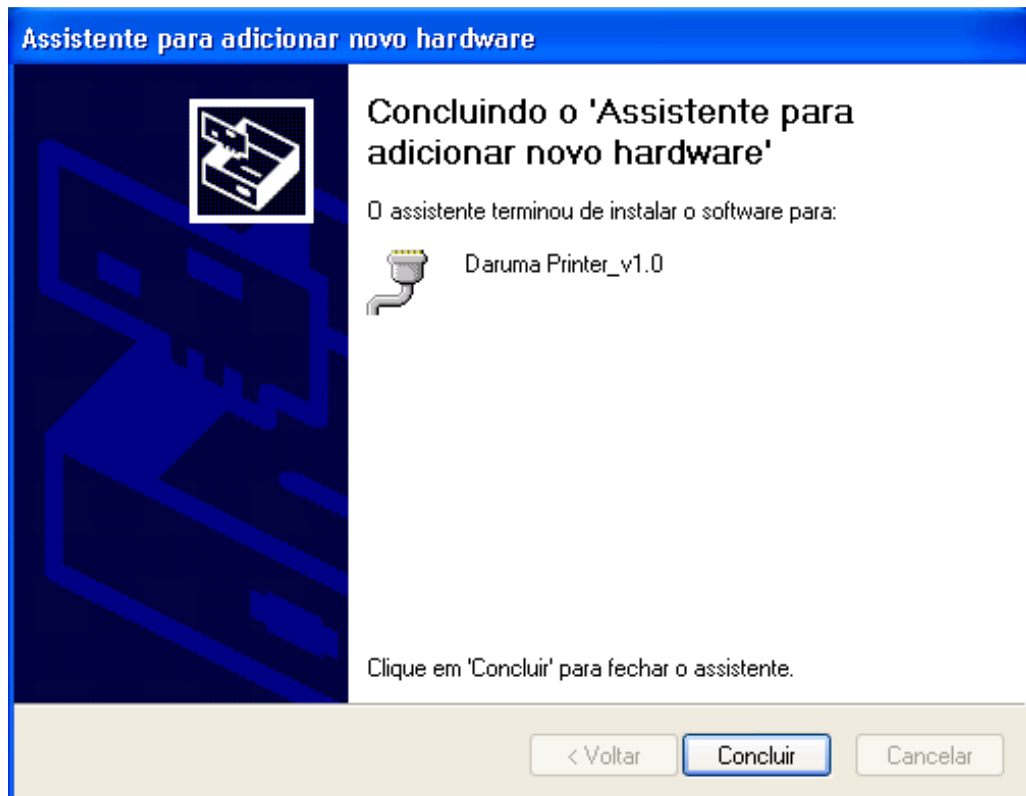 Assistente para adicionar novo hardware
Concluindo o 'Assistente para
adicionar novo hardware'
O assistente terminou de instalar o software para:
Daruma Printer_v1.0
Clique em 'Concluir' para fechar o assistente.
< Voltar
Concluir
Cancelar